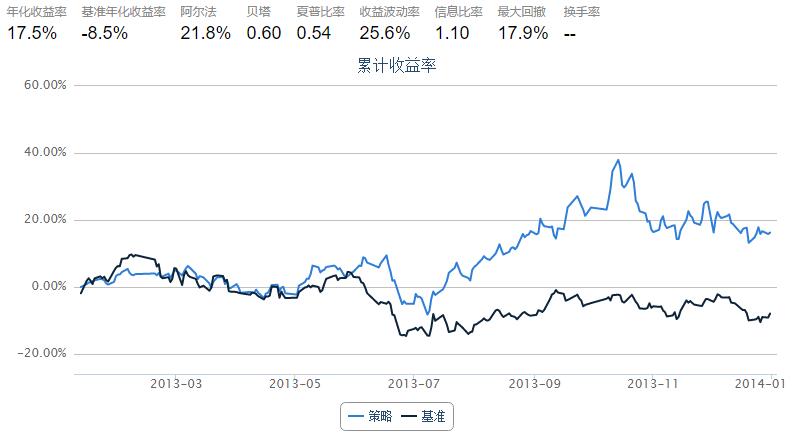 年化收益率 基准年化收益率 阿尔法 贝塔 夏普比率 收益波动率 信息比率 最大回撤 换手率
17.5% -8.5% 21.8% 0.60 0.54 25.6% 1.10 17.9% --
累计收益率
60.00%
40.00%
20.00%
0.00%
-20.00%
2013-03 2013-05 2013-07 2013-09 2013-11 2014-01
策略 基准